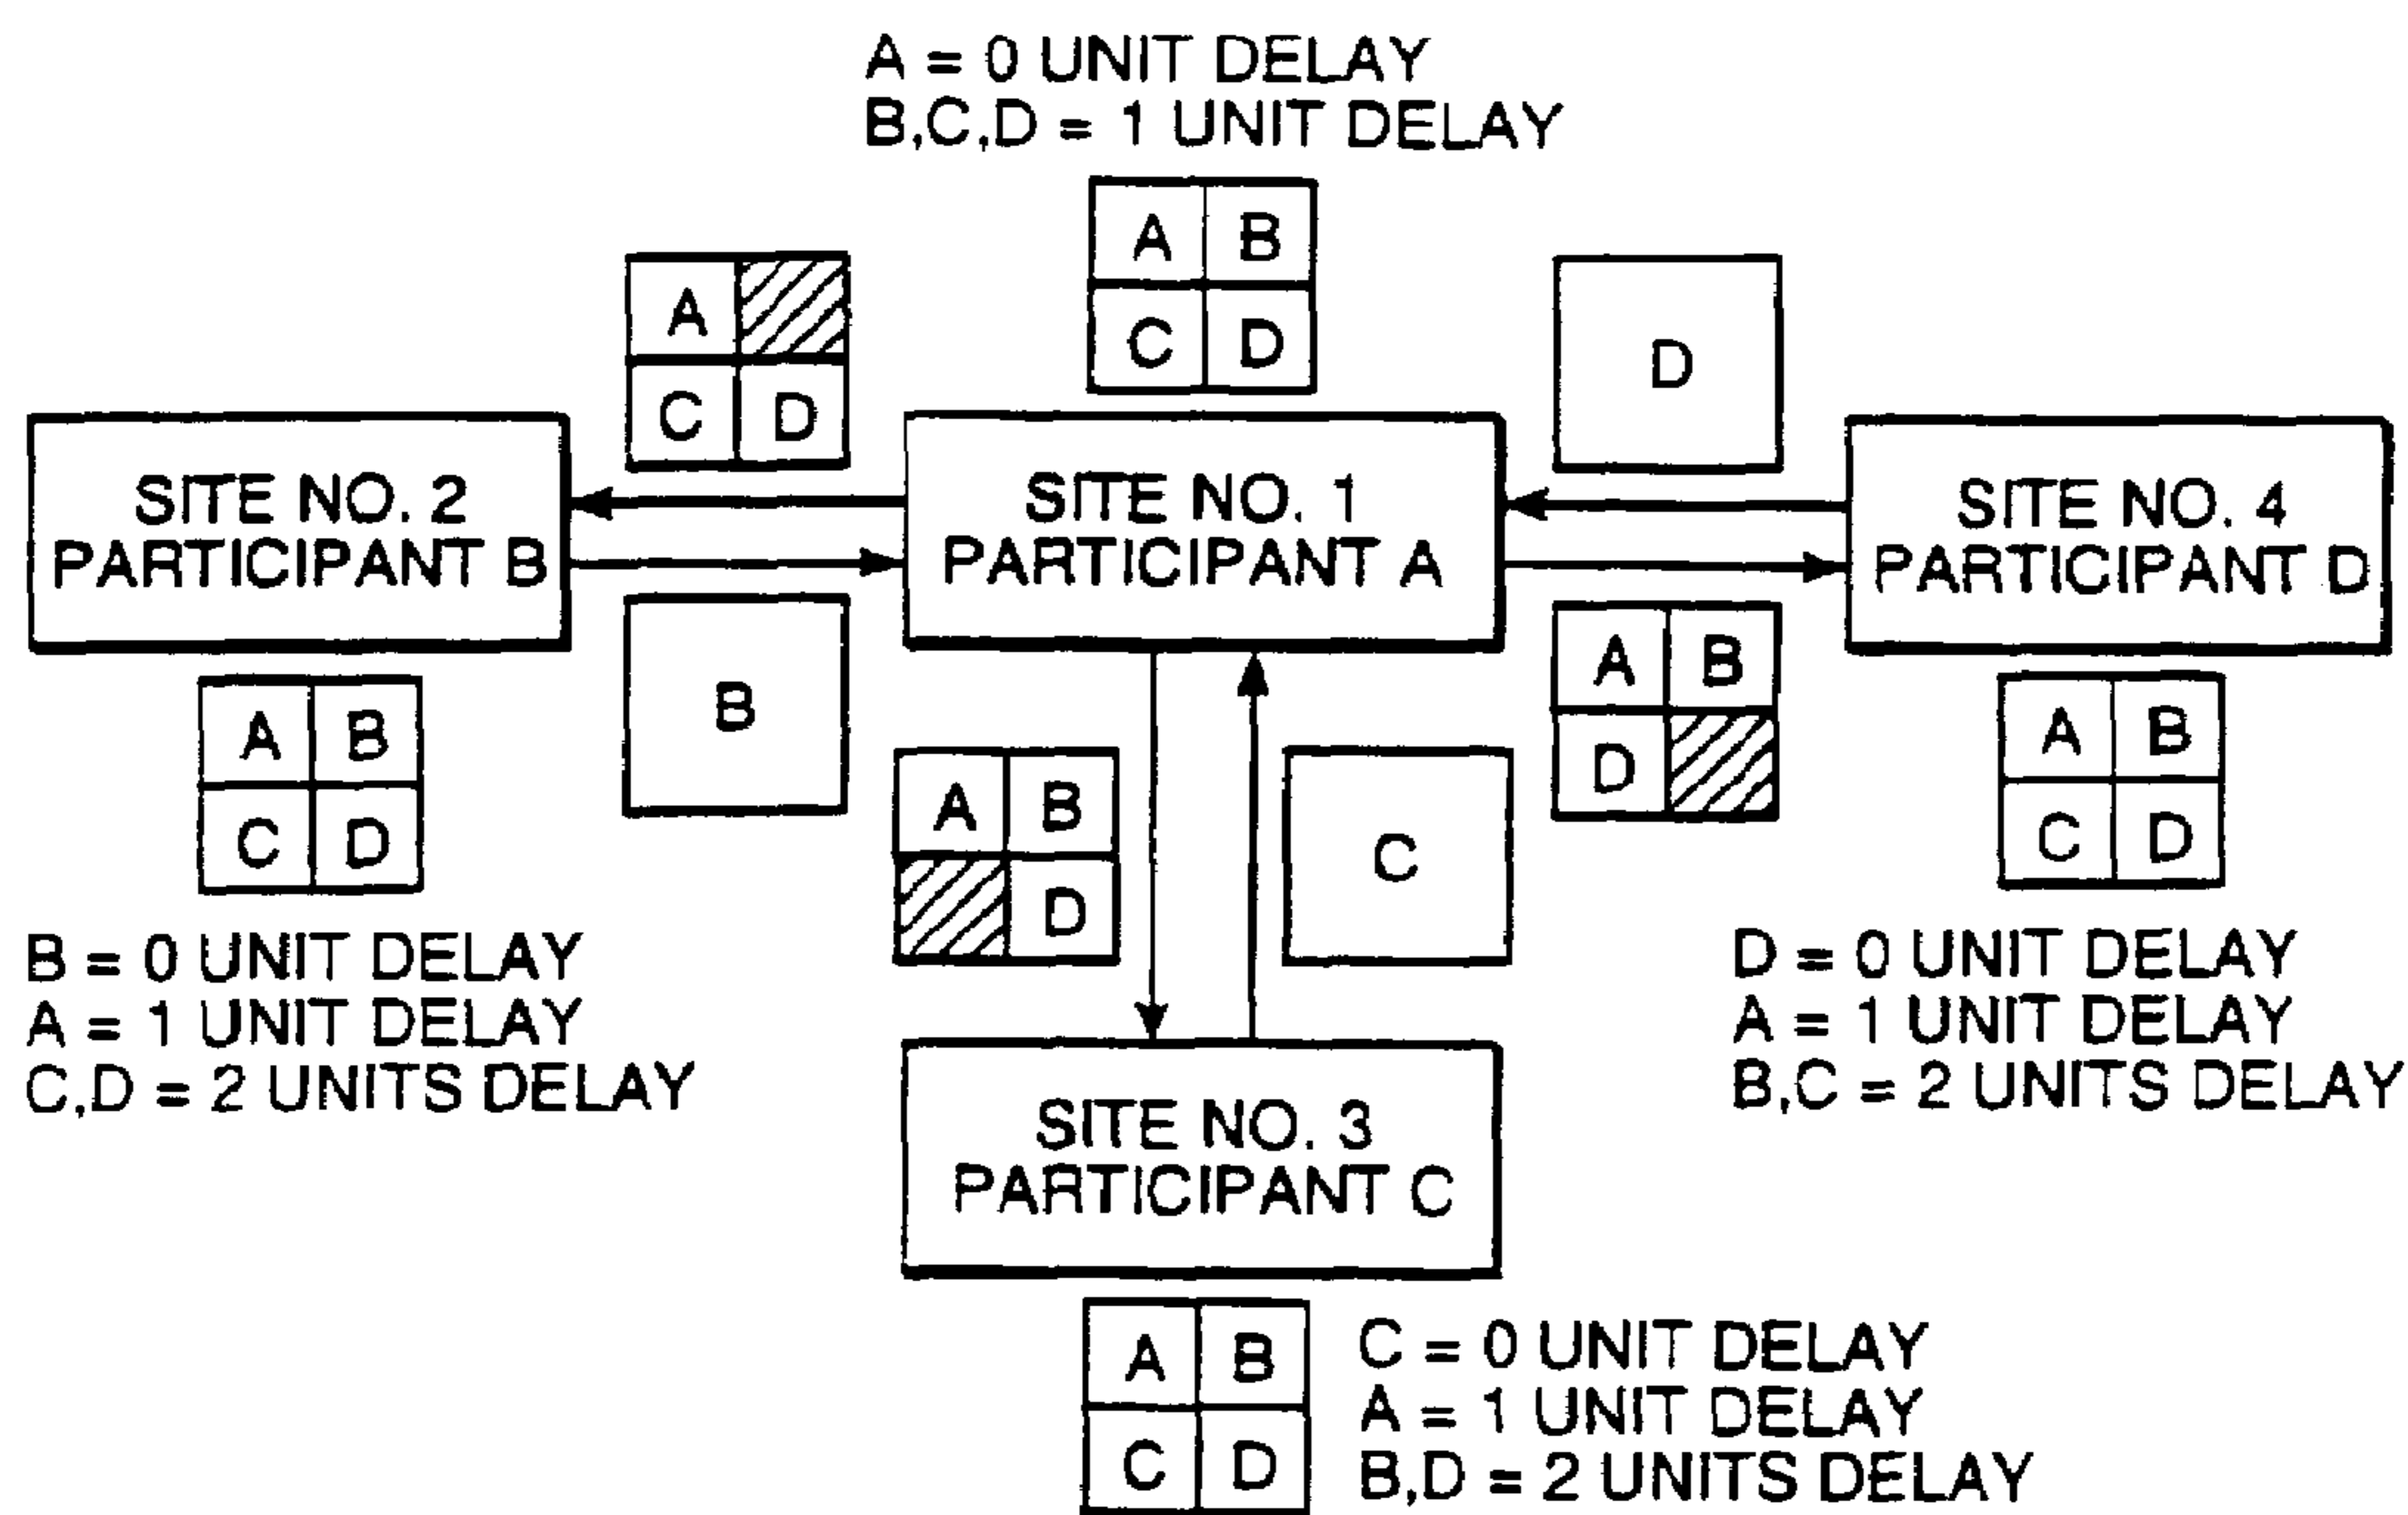 A = 0 UNIT DELAY
B,C,D = 1 UNIT DELAY
A B
C D
A
C D
D
SITE NO. 2
PARTICIPANT B
SITE NO. 1
PARTICIPANT A
SITE NO. 4
PARTICIPANT D
A B
C D
B
A B
D
C
A B
D
A B
C D
B = 0 UNIT DELAY
A = 1 UNIT DELAY
C,D = 2 UNITS DELAY
D = 0 UNIT DELAY
A = 1 UNIT DELAY
B,C = 2 UNITS DELAY
SITE NO. 3
PARTICIPANT C
A B
C D
C = 0 UNIT DELAY
A = 1 UNIT DELAY
B,D = 2 UNITS DELAY